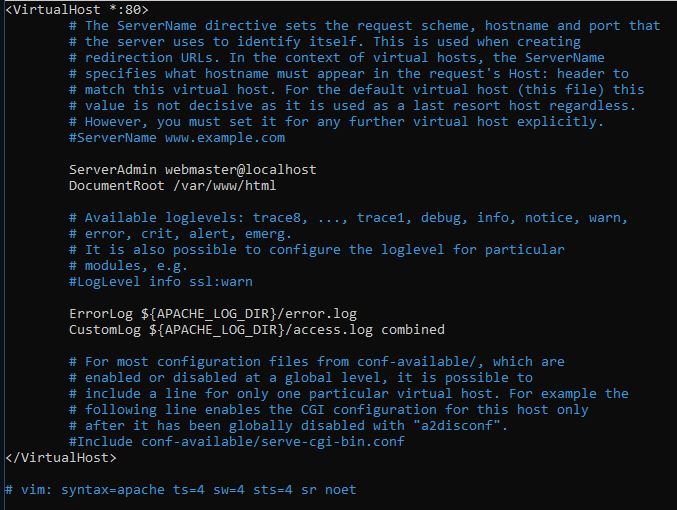 <VirtualHost *:80>
# The ServerName directive sets the request scheme, hostname and port that
# the server uses to identify itself. This is used when creating
# redirection URLs. In the context of virtual hosts, the ServerName
# specifies what hostname must appear in the request's Host: header to
# match this virtual host. For the default virtual host (this file) this
# value is not decisive as it is used as a last resort host regardless.
# However, you must set it for any further virtual host explicitly.
#ServerName www.example.com
ServerAdmin webmaster@localhost
DocumentRoot /var/www/html
# Available loglevels: trace8, ..., trace1, debug, info, notice, warn,
# error, crit, alert, emerg.
# It is also possible to configure the loglevel for particular
# modules, e.g.
#LogLevel info ssl:warn
ErrorLog ${APACHE_LOG_DIR}/error.log
CustomLog ${APACHE_LOG_DIR}/access.log combined
# For most configuration files from conf-available/, which are
# enabled or disabled at a global level, it is possible to
# include a line for only one particular virtual host. For example the
# following line enables the CGI configuration for this host only
# after it has been globally disabled with "a2disconf".
#Include conf-available/serve-cgi-bin.conf
</VirtualHost>
# vim: syntax=apache ts=4 sw=4 sts=4 sr noet